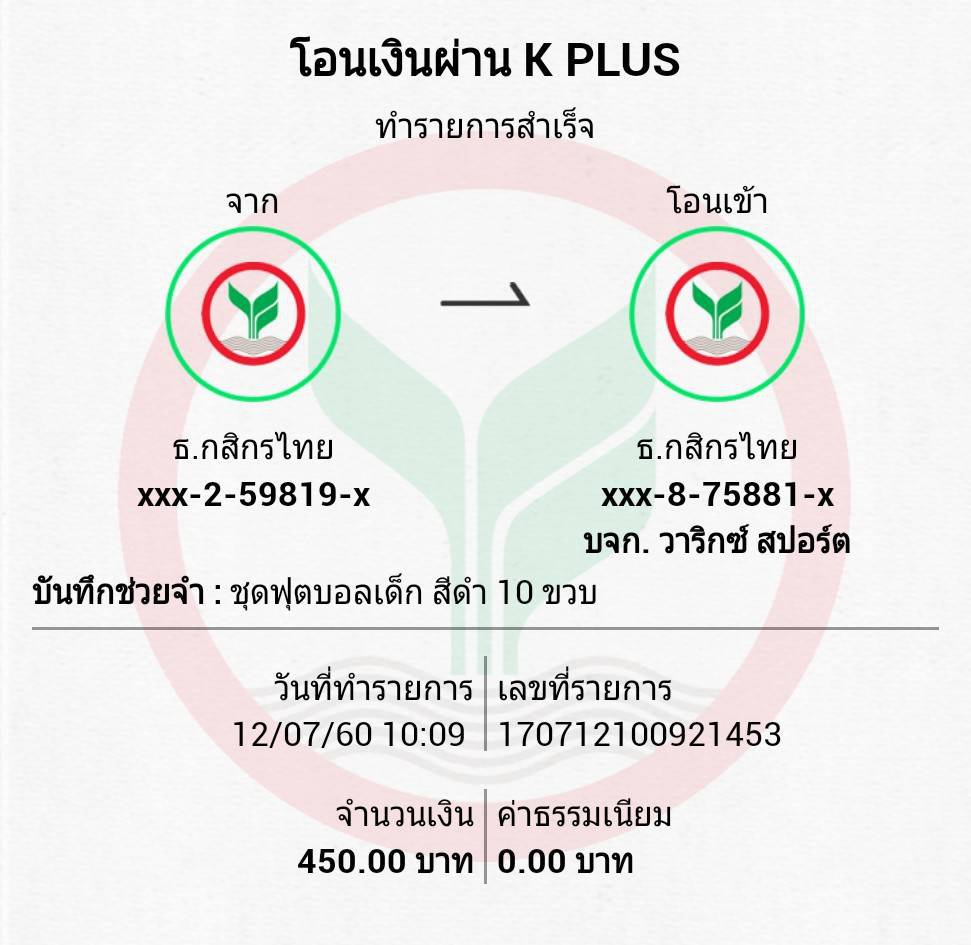 โอนเงินผ่าน K PLUS
ทำรายการสำเร็จ
จาก
โอนเข้า
ธ.กสิกรไทย
xxx-2-59819-x
ธ.กสิกรไทย
xxx-8-75881-x
บจก. วาริกซ์ สปอร์ต
บันทึกช่วยจำ : ชุดฟุตบอลเด็ก สีดำ 10 ขวบ
วันที่ทำรายการ
12/07/60 10:09
เลขที่รายการ
170712100921453
จำนวนเงิน
450.00 บาท
ค่าธรรมเนียม
0.00 บาท